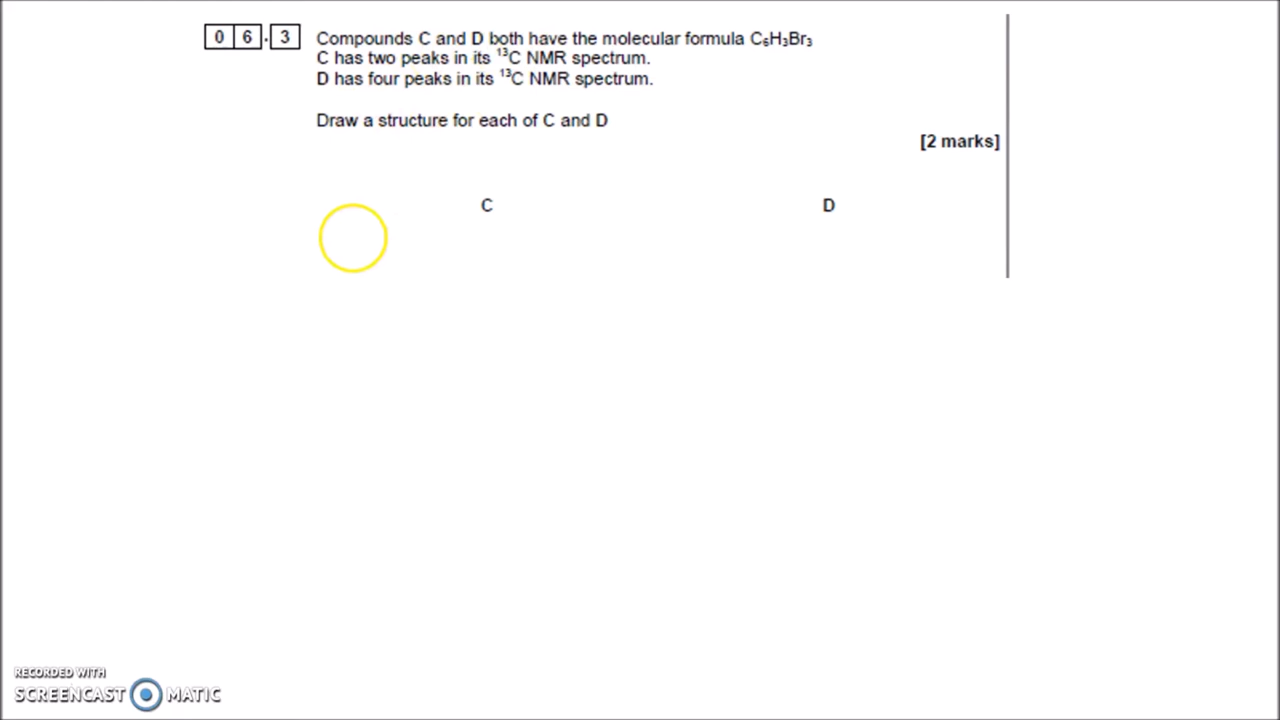 0 6 . 3 Compounds C and D both have the molecular formula C₆H₃Br₃
C has two peaks in its ¹³C NMR spectrum.
D has four peaks in its ¹³C NMR spectrum.
Draw a structure for each of C and D
[2 marks]
C D
RECORDED WITH
SCREENCAST MATIC